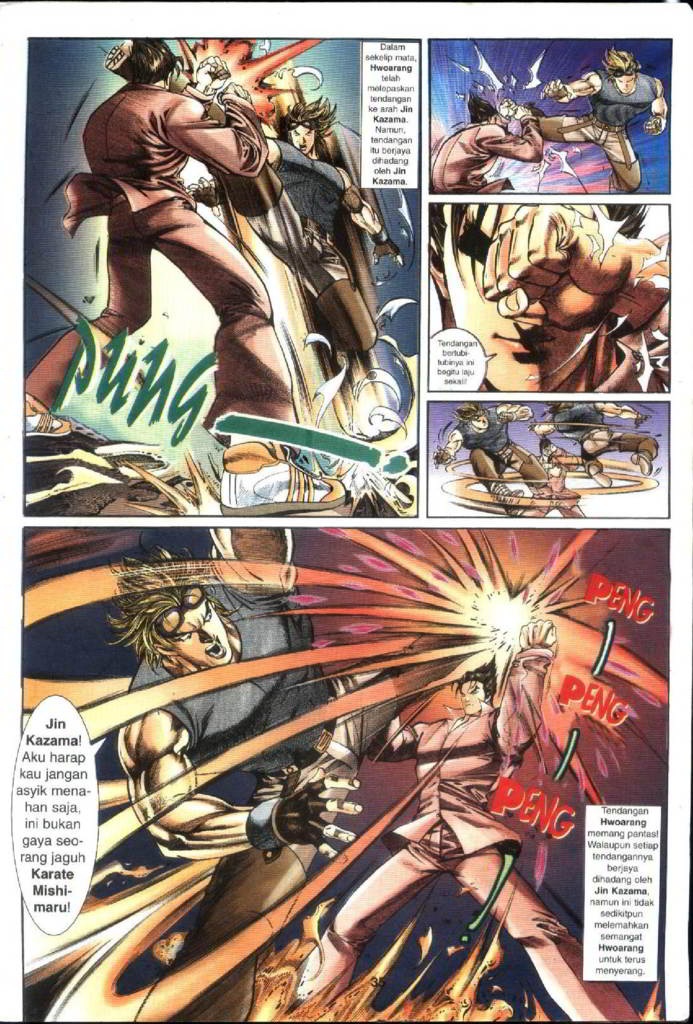 Dalam
sekelip mata,
Hwoarang
telah
melepaskan
tendangan
ke arah Jin
Kazama.
Namun,
tendangan
itu berjaya
dihadang
oleh Jin
Kazama.
PUNG
Tendangan
bertubi-
tubinya ini
begitu laju
sekali!
PENG
PENG
PENG
Jin
Kazama!
Aku harap
kau jangan
asyik mena-
han saja,
ini bukan
gaya seo-
rang jaguh
Karate
Mishi-
maru!
Tendangan
Hwoarang
memang pantas!
Walaupun setiap
tendangannya
berjaya
dihadang oleh
Jin Kazama,
namun ini tidak
sedikitpun
melemahkan
semangat
Hwoarang
untuk terus
menyerang.
35